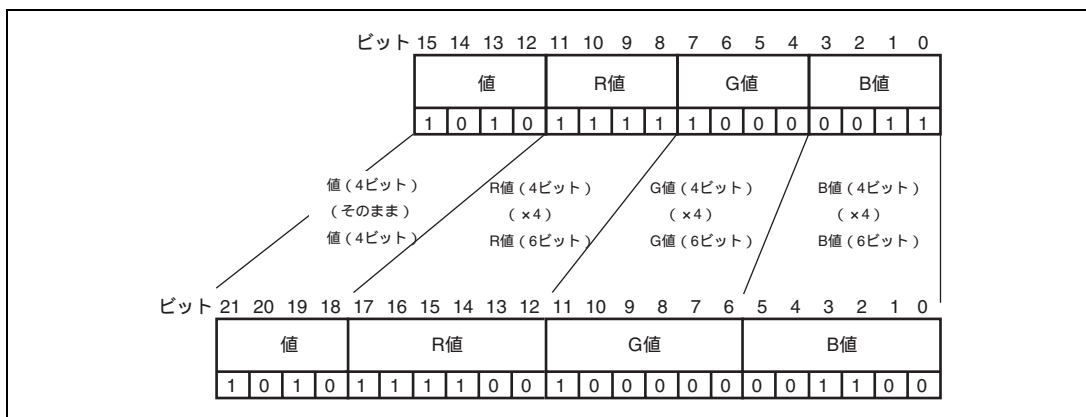 ビット 15 14 13 12 11 10 9 8 7 6 5 4 3 2 1 0
値 R値 G値 B値
1 0 1 0 1 1 1 1 1 0 0 0 0 0 1 1
値(4ビット) R値(4ビット) G値(4ビット) B値(4ビット)
(そのまま) (×4) (×4) (×4)
値(4ビット) R値(6ビット) G値(6ビット) B値(6ビット)
ビット 21 20 19 18 17 16 15 14 13 12 11 10 9 8 7 6 5 4 3 2 1 0
値 R値 G値 B値
1 0 1 0 1 1 1 1 0 0 1 0 0 0 0 0 0 0 1 1 0 0